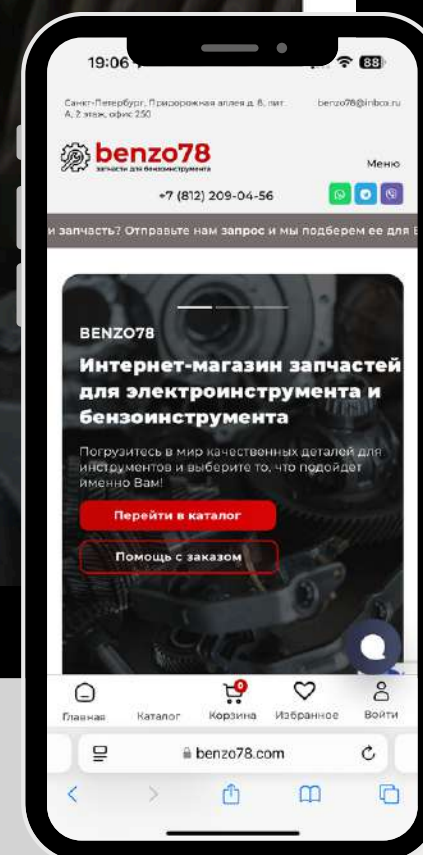 19:06
88
Санкт-Петербург, Придорожная аллея д. 8, лит. А, 2 этаж, офис 250
benzo78@inbox.ru
benzo78
запчасти для бензоинструмента
Меню
+7 (812) 209-04-56
и запчасть? Отправьте нам запрос и мы подберем ее для В
BENZO78
Интернет-магазин запчастей
для электроинструмента и
бензоинструмента
Погрузитесь в мир качественных деталей для
инструментов и выберите то, что подойдет
именно Вам!
Перейти в каталог
Помощь с заказом
0
Главная
Каталог
Корзина
Избранное
Войти
benzo78.com